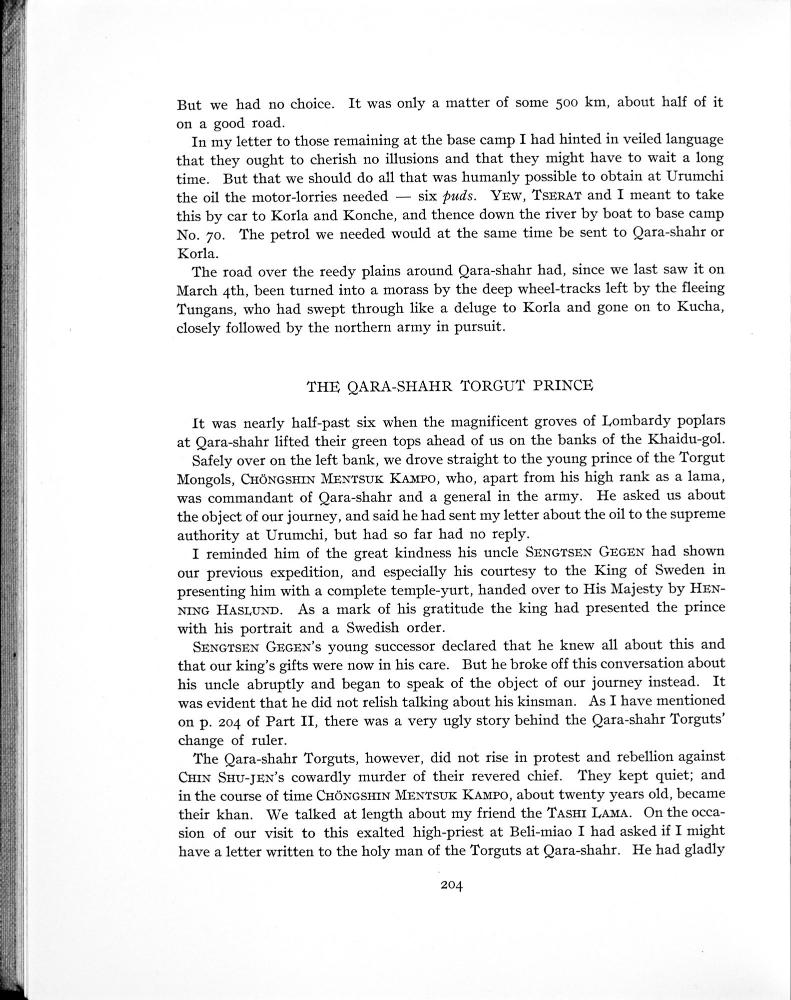 But we had no choice. It was only a matter of some 500 km, about half of it
on a good road.
In my letter to those remaining at the base camp I had hinted in veiled language
that they ought to cherish no illusions and that they might have to wait a long
time. But that we should do all that was humanly possible to obtain at Urumchi
the oil the motor-lorries needed — six puds. YEW, TSERAT and I meant to take
this by car to Korla and Konche, and thence down the river by boat to base camp
No. 70. The petrol we needed would at the same time be sent to Qara-shahr or
Korla.
The road over the reedy plains around Qara-shahr had, since we last saw it on
March 4th, been turned into a morass by the deep wheel-tracks left by the fleeing
Tungans, who had swept through like a deluge to Korla and gone on to Kucha,
closely followed by the northern army in pursuit.
THE QARA-SHAHR TORGUT PRINCE
It was nearly half-past six when the magnificent groves of Lombardy poplars
at Qara-shahr lifted their green tops ahead of us on the banks of the Khaidu-gol.
Safely over on the left bank, we drove straight to the young prince of the Torgut
Mongols, CHÖNGSHIN MENTSUK KAMPO, who, apart from his high rank as a lama,
was commandant of Qara-shahr and a general in the army. He asked us about
the object of our journey, and said he had sent my letter about the oil to the supreme
authority at Urumchi, but had so far had no reply.
I reminded him of the great kindness his uncle SENGTSEN GEGEN had shown
our previous expedition, and especially his courtesy to the King of Sweden in
presenting him with a complete temple-yurt, handed over to His Majesty by HEN-
NING HASLUND. As a mark of his gratitude the king had presented the prince
with his portrait and a Swedish order.
SENGTSEN GEGEN's young successor declared that he knew all about this and
that our king's gifts were now in his care. But he broke off this conversation about
his uncle abruptly and began to speak of the object of our journey instead. It
was evident that he did not relish talking about his kinsman. As I have mentioned
on p. 204 of Part II, there was a very ugly story behind the Qara-shahr Torguts'
change of ruler.
The Qara-shahr Torguts, however, did not rise in protest and rebellion against
CHIN SHU-JEN's cowardly murder of their revered chief. They kept quiet; and
in the course of time CHÖNGSHIN MENTSUK KAMPO, about twenty years old, became
their khan. We talked at length about my friend the TASHI LAMA. On the occa-
sion of our visit to this exalted high-priest at Beli-miao I had asked if I might
have a letter written to the holy man of the Torguts at Qara-shahr. He had gladly
204